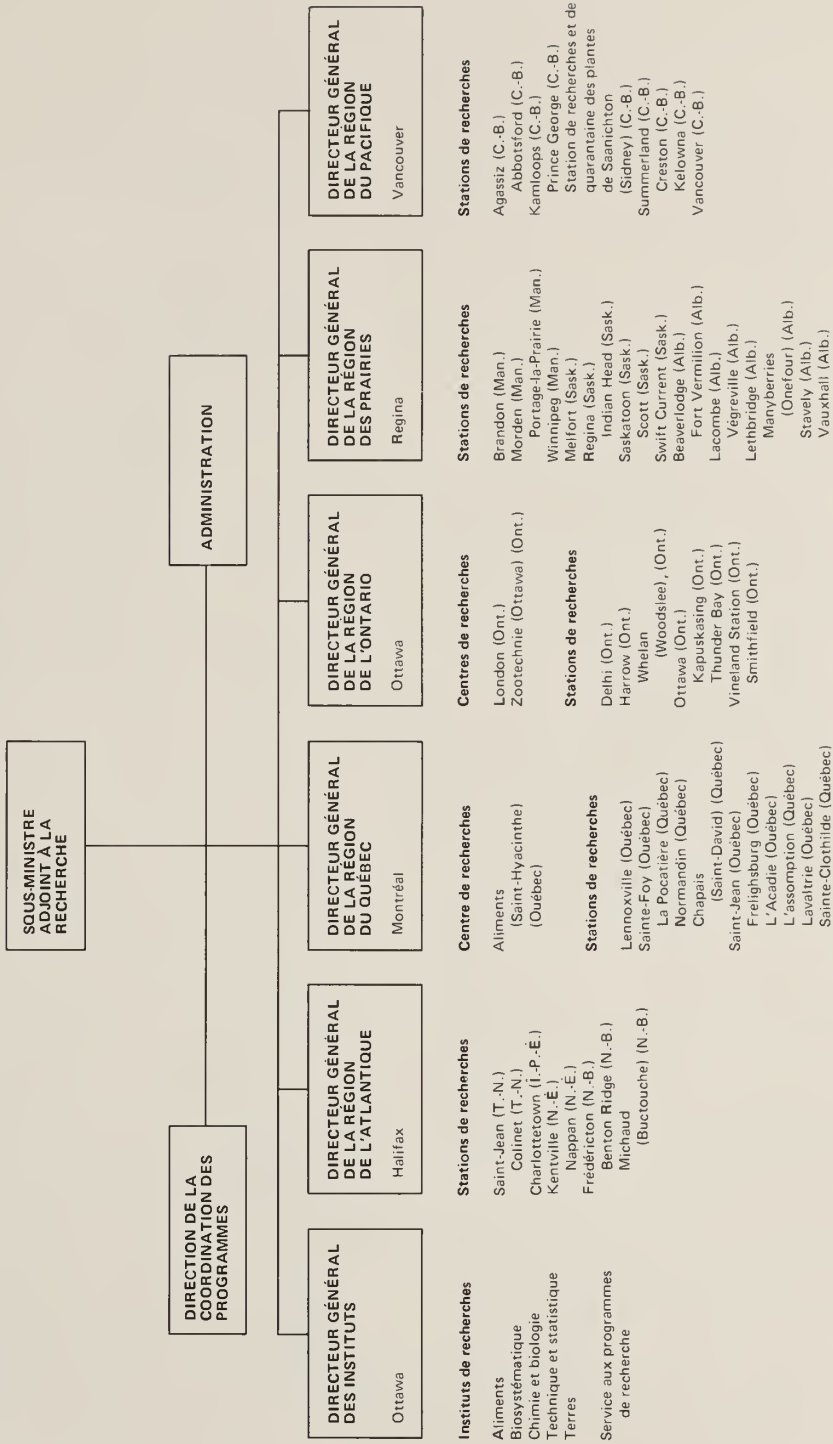 SOUS-MINISTRE
ADJOINT À LA
RECHERCHE
DIRECTION DE LA
COORDINATION DES
PROGRAMMES
ADMINISTRATION
DIRECTEUR GÉNÉRAL
DES INSTITUTS
Ottawa
Instituts de recherches
Aliments
Biosystématique
Chimie et biologie
Technique et statistique
Terres
Service aux programmes
de recherche
DIRECTEUR GÉNÉRAL
DE LA RÉGION
DE L'ATLANTIQUE
Halifax
Stations de recherches
Saint-Jean (T.-N.)
Colinet (T.-N.)
Charlottetown (Î.-P.-É.)
Kentville (N.-É.)
Nappan (N.-É.)
Frédéricton (N.-B.)
Benton Ridge (N.-B.)
Michaud
(Buctouche) (N.-B.)
DIRECTEUR GÉNÉRAL
DE LA RÉGION
DU QUÉBEC
Montréal
Centre de recherches
Aliments
(Saint-Hyacinthe)
(Québec)
Stations de recherches
Lennoxville (Québec)
Sainte-Foy (Québec)
La Pocatière (Québec)
Normandin (Québec)
Chapais
(Saint-David) (Québec)
Saint-Jean (Québec)
Frelighsburg (Québec)
L'Acadie (Québec)
L'assomption (Québec)
Lavaltrie (Québec)
Sainte-Clothilde (Québec)
DIRECTEUR GÉNÉRAL
DE LA RÉGION
DE L'ONTARIO
Ottawa
Centres de recherches
London (Ont.)
Zootechnie (Ottawa) (Ont.)
Stations de recherches
Delhi (Ont.)
Harrow (Ont.)
Whelan
(Woodslee), (Ont.)
Ottawa (Ont.)
Kapuskasing (Ont.)
Thunder Bay (Ont.)
Vineland Station (Ont.)
Smithfield (Ont.)
DIRECTEUR GÉNÉRAL
DE LA RÉGION
DES PRAIRIES
Regina
Stations de recherches
Brandon (Man.)
Morden (Man.)
Portage-la-Prairie (Man.)
Winnipeg (Man.)
Melfort (Sask.)
Regina (Sask.)
Indian Head (Sask.)
Saskatoon (Sask.)
Scott (Sask.)
Swift Current (Sask.)
Beaverlodge (Alb.)
Fort Vermilion (Alb.)
Lacombe (Alb.)
Végreville (Alb.)
Lethbridge (Alb.)
Manyberries
(Onefour) (Alb.)
Stavely (Alb.)
Vauxhall (Alb.)
DIRECTEUR GÉNÉRAL
DE LA RÉGION
DU PACIFIQUE
Vancouver
Stations de recherches
Agassiz (C.-B.)
Abbotsford (C.-B.)
Kamloops (C.-B.)
Prince George (C.-B.)
Station de recherches et de
quarantaine des plantes
de Saanichton
(Sidney) (C.-B.)
Summerland (C.-B.)
Creston (C.-B.)
Kelowna (C.-B.)
Vancouver (C.-B.)